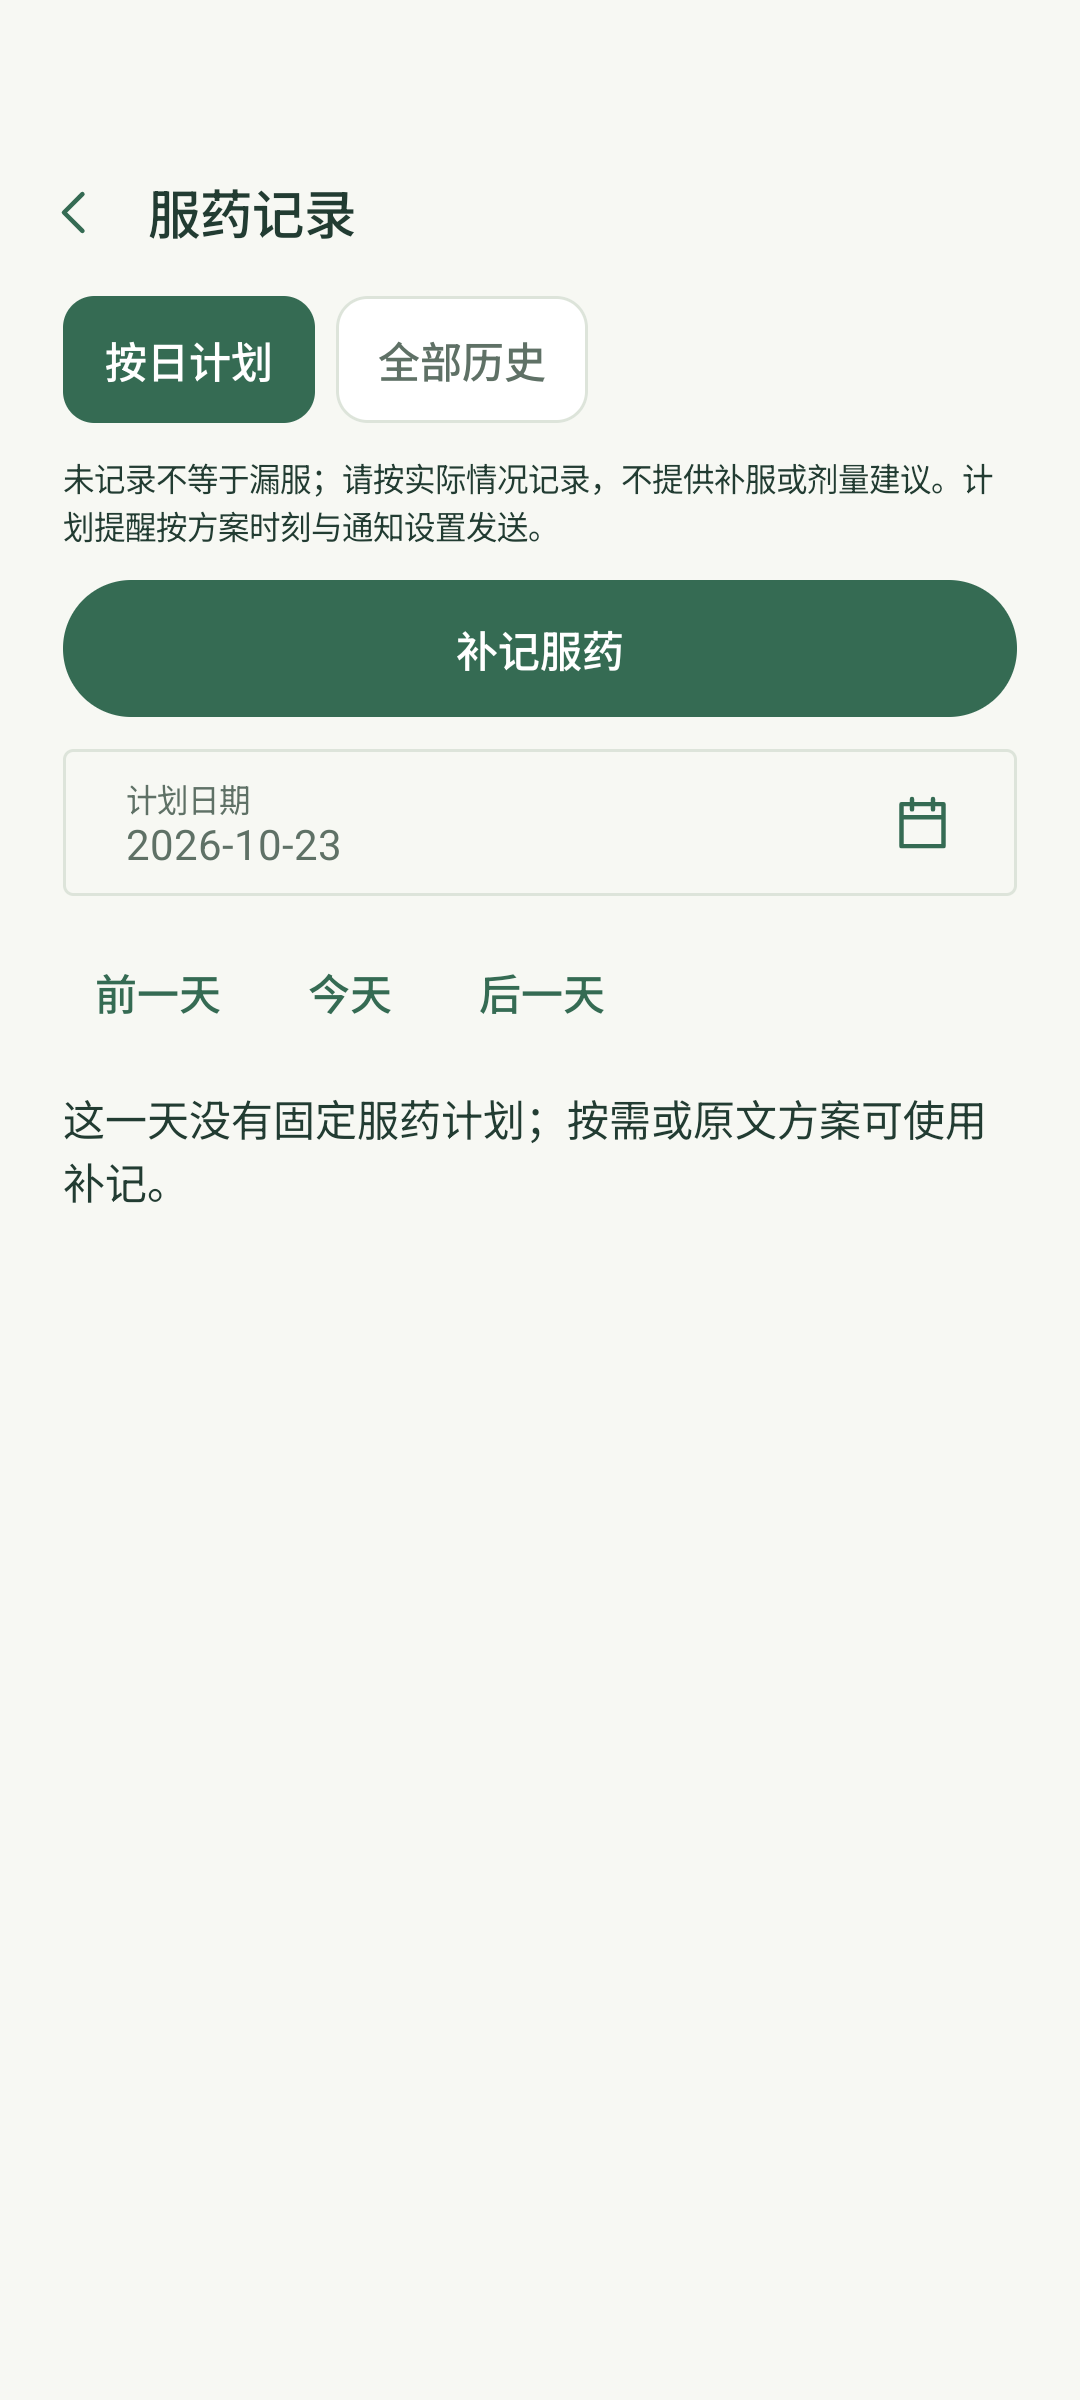 服药记录
按日计划
全部历史
未记录不等于漏服；请按实际情况记录，不提供补服或剂量建议。计
划提醒按方案时刻与通知设置发送。
补记服药
计划日期
2026-10-23
前一天
今天
后一天
这一天没有固定服药计划；按需或原文方案可使用
补记。